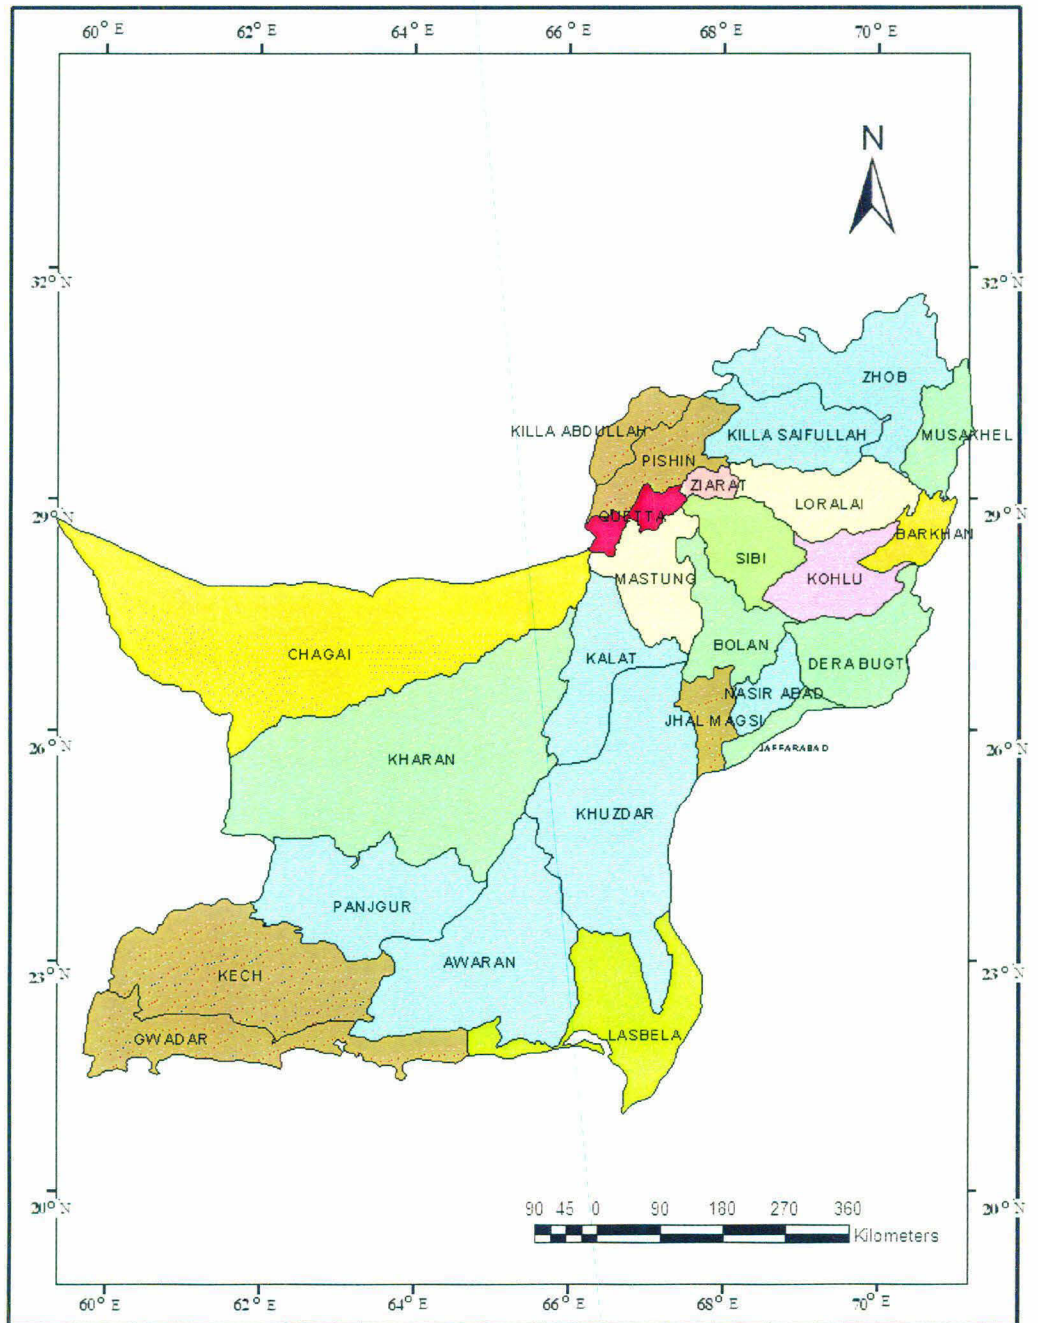 60° E 62° E 64° E 66° E 68° E 70° E
N
32° N 32° N
ZHOB
KILLA ABDULLAH KILLA SAIFULLAH MUSAKHEL
PISHIN
ZIARAT
LORALAI
29° N QUETTA 29° N
BARKHAN
SIBI
MASTUNG KOHLU
BOLAN
CHAGAI KALAT DERA BUGT
NASIR ABAD
JHAL MAGSI
26° N JAFFARABAD 26° N
KHARAN
KHUZDAR
PANJGUR
AWARAN
23° N KECH 23° N
GWADAR LASBELA
20° N 20° N
90 45 0 90 180 270 360
Kilometers
60° E 62° E 64° E 66° E 68° E 70° E